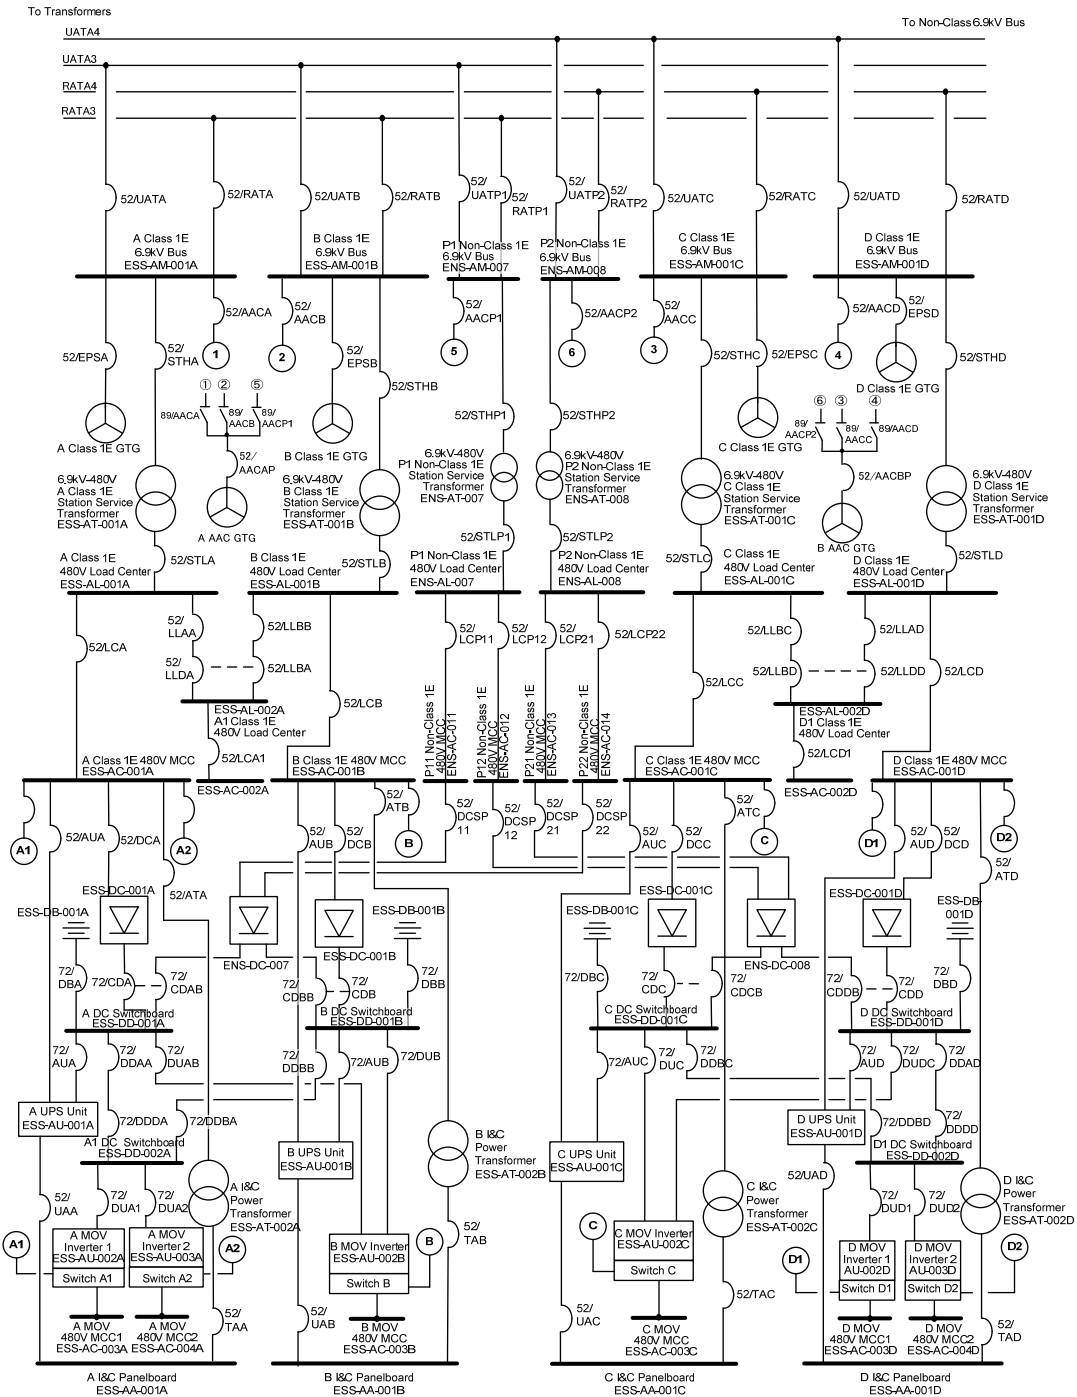 To Transformers
To Non-Class 6.9kV Bus
UATA4
UATA3
RATA4
RATA3
52/UATA
52/RATA
52/UATB
52/RATB
52/
UATP1
52/
RATP1
52/
UATP2
52/
RATP2
52/UATC
52/RATC
52/UATD
52/RATD
A Class 1E
6.9kV Bus
ESS-AM-001A
B Class 1E
6.9kV Bus
ESS-AM-001B
P1 Non-Class 1E
6.9kV Bus
ENS-AM-007
P2 Non-Class 1E
6.9kV Bus
ENS-AM-008
C Class 1E
6.9kV Bus
ESS-AM-001C
D Class 1E
6.9kV Bus
ESS-AM-001D
52/AACA
52/
AACB
52/
AACP1
52/AACP2
52/
AACC
52/AACD
52/
EPSD
52/EPSA
52/
STHA
1
2
52/
EPSB
5
6
3
52/STHC
52/EPSC
4
52/STHD
52/STHB
D Class 1E GTG
①
②
⑤
89/AACA
89/
AACB
89/
AACP1
52/STHP1
52/STHP2
⑥
③
④
89/
AACP2
89/
AACC
89/AACD
A Class 1E GTG
B Class 1E GTG
C Class 1E GTG
52/
AACAP
52/AACBP
6.9kV-480V
A Class 1E
Station Service
Transformer
ESS-AT-001A
6.9kV-480V
B Class 1E
Station Service
Transformer
ESS-AT-001B
6.9kV-480V
P1 Non-Class 1E
Station Service
Transformer
ENS-AT-007
6.9kV-480V
P2 Non-Class 1E
Station Service
Transformer
ENS-AT-008
6.9kV-480V
C Class 1E
Station Service
Transformer
ESS-AT-001C
6.9kV-480V
D Class 1E
Station Service
Transformer
ESS-AT-001D
A AAC GTG
B AAC GTG
52/STLA
52/STLB
52/STLP1
52/STLP2
52/STLC
52/STLD
A Class 1E
480V Load Center
ESS-AL-001A
B Class 1E
480V Load Center
ESS-AL-001B
P1 Non-Class 1E
480V Load Center
ENS-AL-007
P2 Non-Class 1E
480V Load Center
ENS-AL-008
C Class 1E
480V Load Center
ESS-AL-001C
D Class 1E
480V Load Center
ESS-AL-001D
52/LCA
52/
LLAA
52/LLBB
52/
LLDA
52/LLBA
52/LCB
52/
LCP11
52/
LCP12
52/
LCP21
52/LCP22
52/LCC
52/LLBC
52/LLAD
52/LLBD
52/LLDD
52/LCD
ESS-AL-002A
A1 Class 1E
480V Load Center
52/LCA1
ESS-AL-002D
D1 Class 1E
480V Load Center
52/LCD1
P11 Non-Class 1E
480V MCC
ENS-AC-011
P12 Non-Class 1E
480V MCC
ENS-AC-012
P21 Non-Class 1E
480V MCC
ENS-AC-013
P22 Non-Class 1E
480V MCC
ENS-AC-014
A Class 1E 480V MCC
ESS-AC-001A
ESS-AC-002A
B Class 1E 480V MCC
ESS-AC-001B
C Class 1E 480V MCC
ESS-AC-001C
ESS-AC-002D
D Class 1E 480V MCC
ESS-AC-001D
A1
52/AUA
52/DCA
A2
52/ATA
52/
AUB
52/
DCB
52/
ATB
B
52/
DCSP
11
52/
DCSP
12
52/
DCSP
21
52/
DCSP
22
52/
AUC
52/
DCC
52/
ATC
C
D1
52/
AUD
52/
DCD
D2
52/
ATD
ESS-DC-001A
ESS-DB-001A
ENS-DC-007
ESS-DC-001B
ESS-DB-001B
ESS-DB-001C
ESS-DC-001C
ENS-DC-008
ESS-DC-001D
ESS-DB-
001D
72/
DBA
72/CDA
72/
CDAB
72/
CDBB
72/
CDB
72/
DBB
72/DBC
72/
CDC
72/
CDCB
72/
CDDB
72/
CDD
72/
DBD
A DC Switchboard
ESS-DD-001A
B DC Switchboard
ESS-DD-001B
C DC Switchboard
ESS-DD-001C
D DC Switchboard
ESS-DD-001D
72/
AUA
72/
DDAA
72/
DUAB
72/
DDBB
72/AUB
72/DUB
72/AUC
72/
DUC
72/
DDBC
72/
AUD
72/
DUDC
72/
DDAD
A UPS Unit
ESS-AU-001A
72/DDDA
72/DDBA
A1 DC Switchboard
ESS-DD-002A
B UPS Unit
ESS-AU-001B
B I&C
Power
Transformer
ESS-AT-002B
C UPS Unit
ESS-AU-001C
D UPS Unit
ESS-AU-001D
72/DDBD
72/
DDDD
D1 DC Switchboard
ESS-DD-002D
52/
UAA
72/
DUA1
72/
DUA2
A I&C
Power
Transformer
ESS-AT-002A
C I&C
Power
Transformer
ESS-AT-002C
52/UAD
72/
DUD1
72/
DUD2
D I&C
Power
Transformer
ESS-AT-002D
A1
A MOV
Inverter 1
ESS-AU-002A
Switch A1
A MOV
Inverter 2
ESS-AU-003A
Switch A2
A2
B MOV Inverter
ESS-AU-002B
Switch B
B
52/
TAB
C
C MOV Inverter
ESS-AU-002C
Switch C
52/TAC
D1
D MOV
Inverter 1
AU-002D
Switch D1
D MOV
Inverter 2
AU-003D
Switch D2
D2
A MOV
480V MCC1
ESS-AC-003A
A MOV
480V MCC2
ESS-AC-004A
52/
TAA
52/
UAB
B MOV
480V MCC
ESS-AC-003B
52/
UAC
C MOV
480V MCC
ESS-AC-003C
D MOV
480V MCC1
ESS-AC-003D
D MOV
480V MCC2
ESS-AC-004D
52/
TAD
A I&C Panelboard
ESS-AA-001A
B I&C Panelboard
ESS-AA-001B
C I&C Panelboard
ESS-AA-001C
D I&C Panelboard
ESS-AA-001D